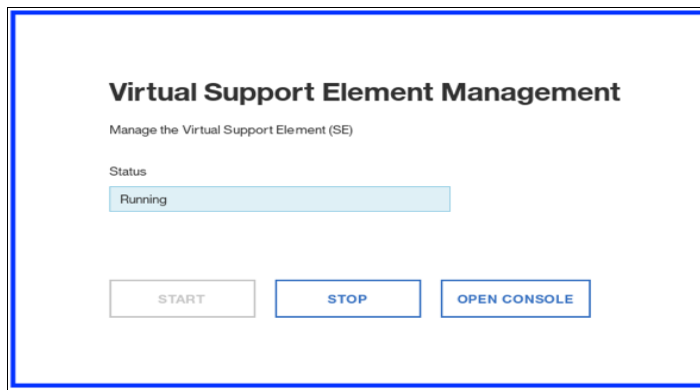 Virtual Support Element Management
Manage the Virtual Support Element (SE)
Status
Running
START STOP OPEN CONSOLE